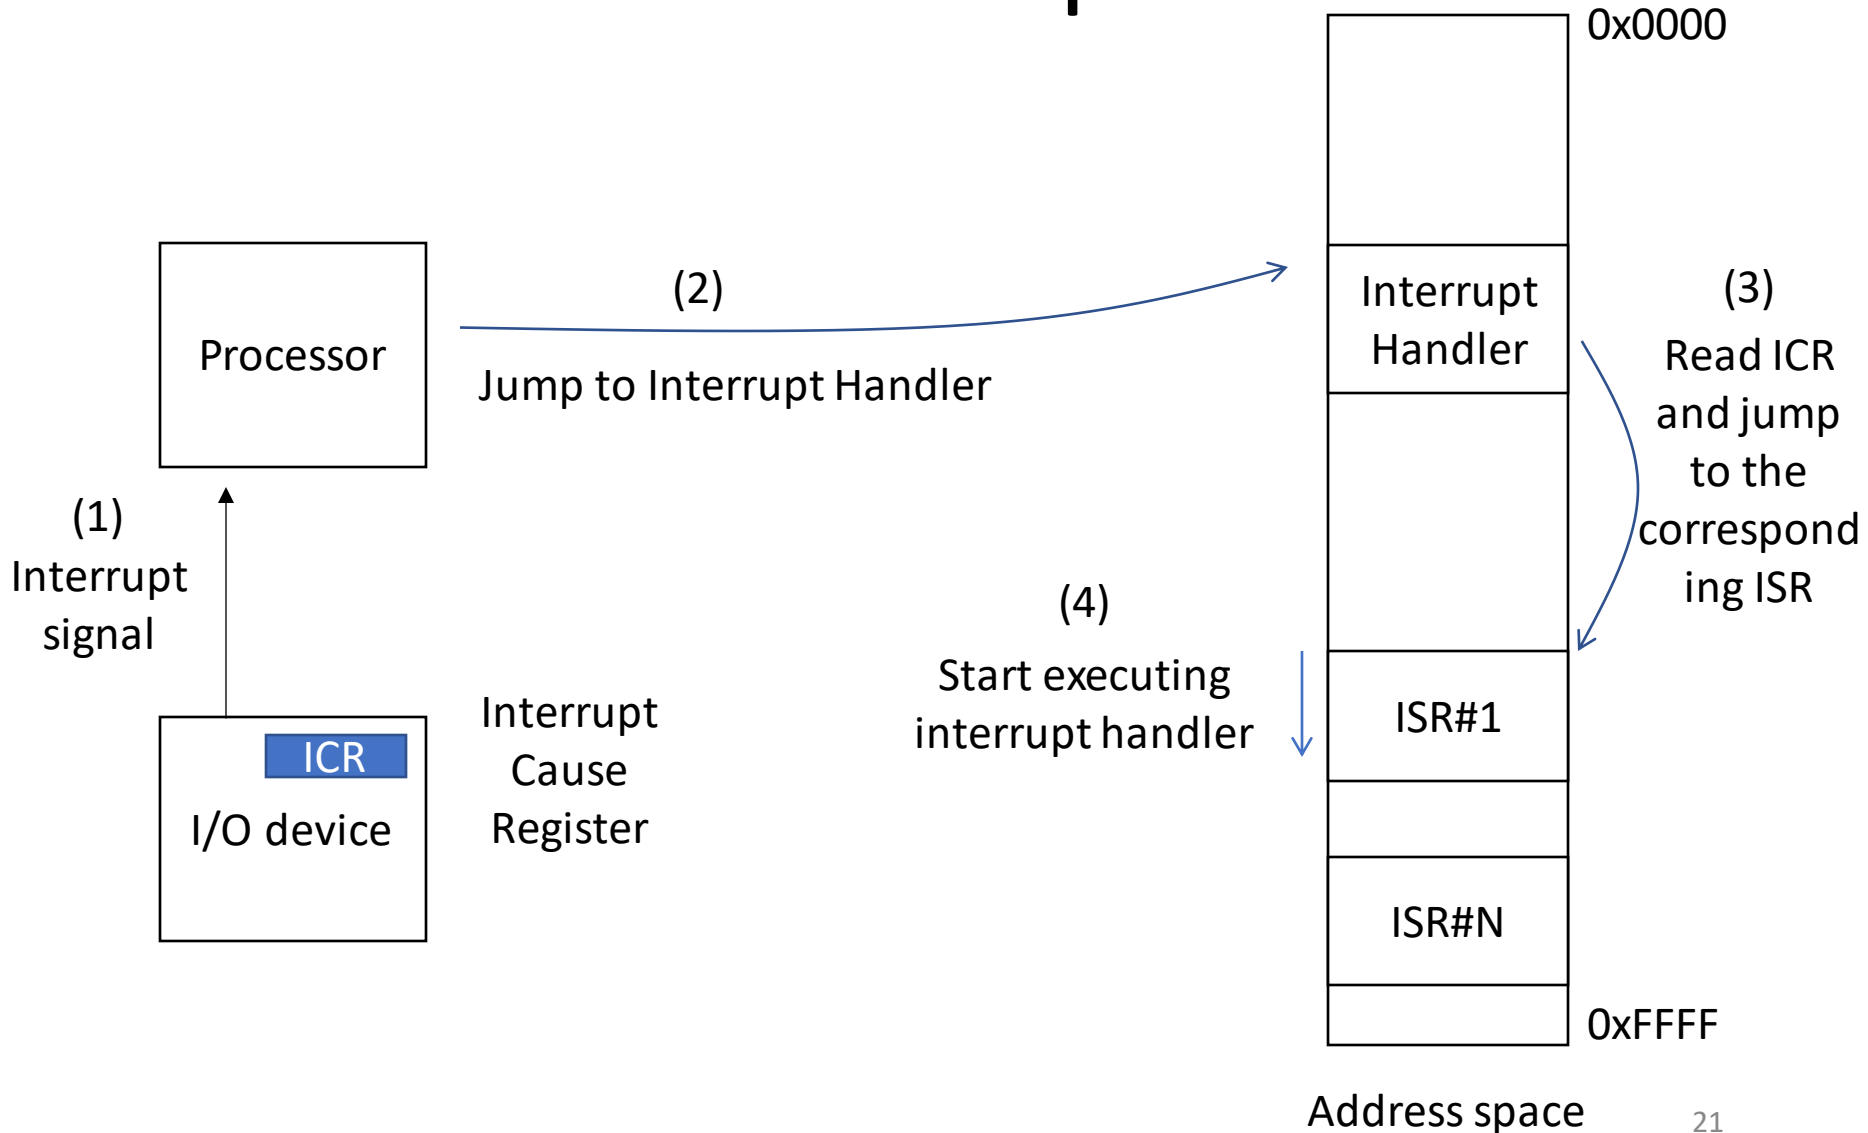 0x0000
(2)
Jump to Interrupt Handler
Processor
Interrupt
Handler
(3)
Read ICR
and jump
to the
correspond
ing ISR
(1)
Interrupt
signal
(4)
Start executing
interrupt handler
ISR#1
ICR
I/O device
Interrupt
Cause
Register
ISR#N
0xFFFF
Address space
21